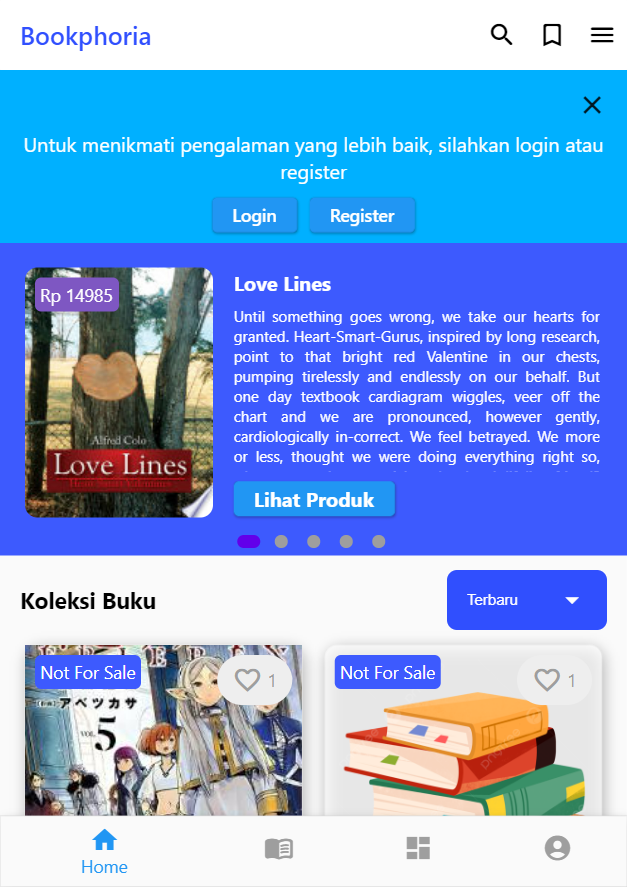 Bookphoria
Untuk menikmati pengalaman yang lebih baik, silahkan login atau
register
Login
Register
Rp 14985
Alfred Colo
Love Lines
Heart Smart Valentines
Love Lines
Until something goes wrong, we take our hearts for
granted. Heart-Smart-Gurus, inspired by long research,
point to that bright red Valentine in our chests,
pumping tirelessly and endlessly on our behalf. But
one day textbook cardiagram wiggles, veer off the
chart and we are pronounced, however gently,
cardiologically in-correct. We feel betrayed. We more
or less, thought we were doing everything right so,
Lihat Produk
Koleksi Buku
Terbaru
Not For Sale
1
アベツカサ
VOL.
5
Not For Sale
1
Home